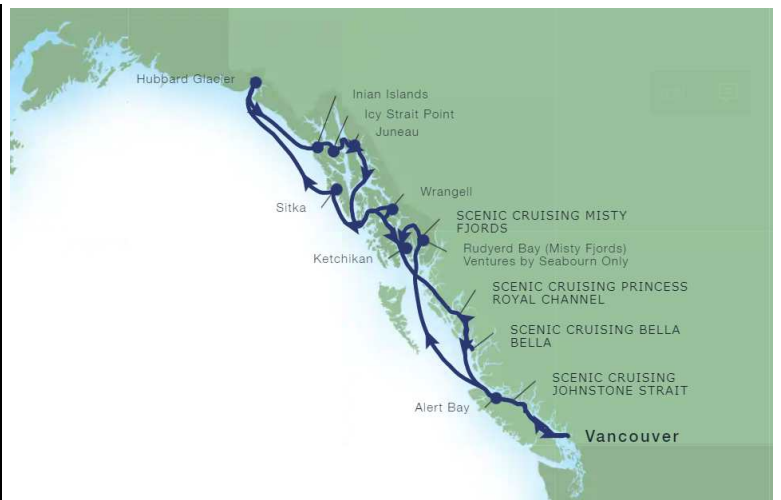 Hubbard Glacier
Inian Islands
Icy Strait Point
Juneau
Wrangell
Sitka
SCENIC CRUISING MISTY
FJORDS
Rudyerd Bay (Misty Fjords)
Ventures by Seabourn Only
Ketchikan
SCENIC CRUISING PRINCESS
ROYAL CHANNEL
SCENIC CRUISING BELLA
BELLA
SCENIC CRUISING
JOHNSTONE STRAIT
Alert Bay
Vancouver